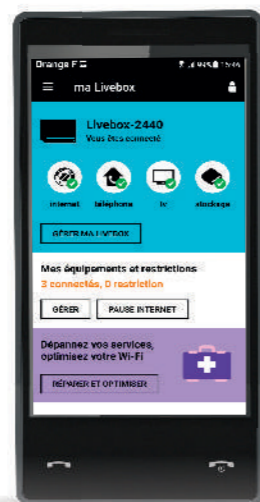 Orange F
ma Livebox
Livebox-2440
Vous êtes connecté
internet
téléphone
tv
stockage
GÉRER MA LIVEBOX
Mes équipements et restrictions
3 connectés, 0 restriction
GÉRER
PAUSE INTERNET
Dépannez vos services,
optimisez votre Wi-Fi
RÉPARER ET OPTIMISER